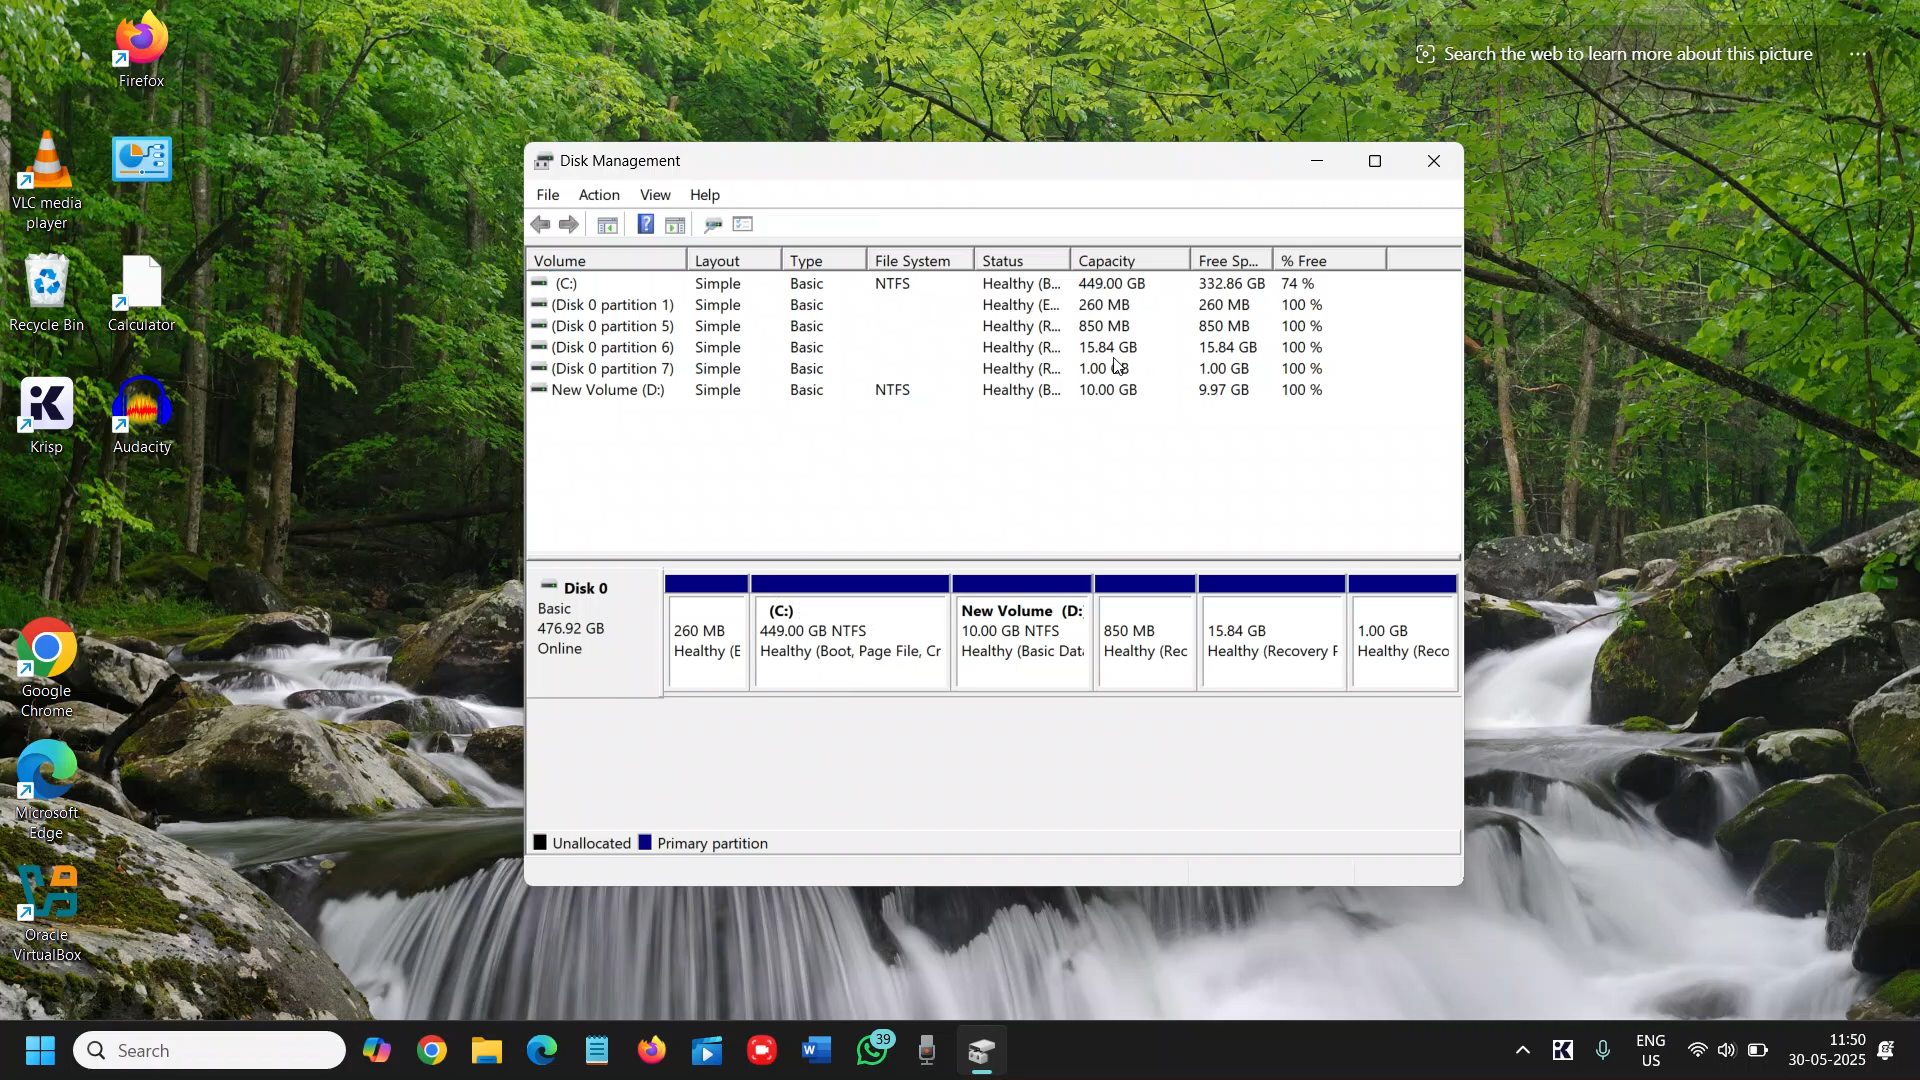 Search the web to learn more about this picture
Firefox
VLC media
player
Recycle Bin
Calculator
Krisp
Audacity
Google
Chrome
Microsoft
Edge
Oracle
VirtualBox
Disk Management
File Action View Help
Volume Layout Type File System Status Capacity Free Sp... % Free
(C:) Simple Basic NTFS Healthy (B... 449.00 GB 332.86 GB 74 %
(Disk 0 partition 1) Simple Basic Healthy (E... 260 MB 260 MB 100 %
(Disk 0 partition 5) Simple Basic Healthy (R... 850 MB 850 MB 100 %
(Disk 0 partition 6) Simple Basic Healthy (R... 15.84 GB 15.84 GB 100 %
(Disk 0 partition 7) Simple Basic Healthy (R... 1.00 GB 1.00 GB 100 %
New Volume (D:) Simple Basic NTFS Healthy (B... 10.00 GB 9.97 GB 100 %
Disk 0
Basic
476.92 GB
Online
260 MB
Healthy (E
(C:)
449.00 GB NTFS
Healthy (Boot, Page File, Cr
New Volume (D:
10.00 GB NTFS
Healthy (Basic Dat
850 MB
Healthy (Rec
15.84 GB
Healthy (Recovery P
1.00 GB
Healthy (Reco
Unallocated Primary partition
Search
39
ENG
US
11:50
30-05-2025